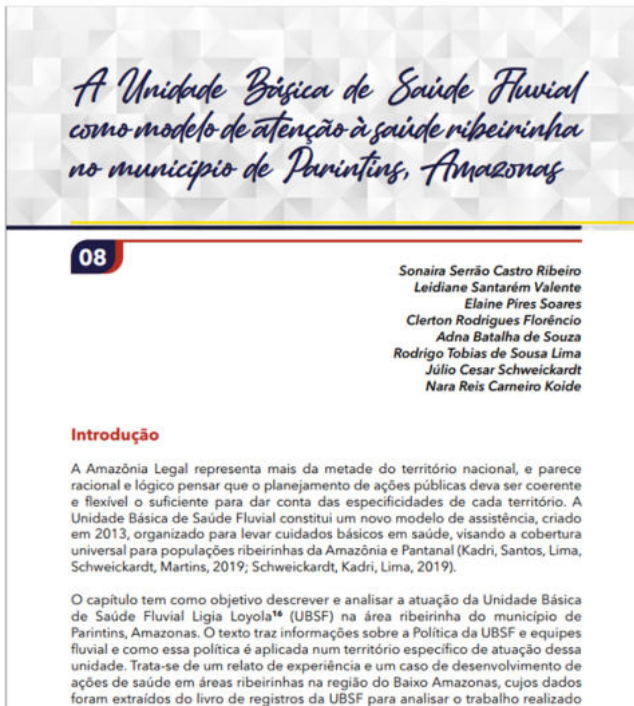 A Unidade Básica de Saúde Fluvial
como modelo de atenção à saúde ribeirinha
no município de Parintins, Amazonas
08
Sonaira Serrão Castro Ribeiro
Leidiane Santarém Valente
Elaine Pires Soares
Clerton Rodrigues Florêncio
Adna Batalha de Souza
Rodrigo Tobias de Sousa Lima
Júlio Cesar Schweickardt
Nara Reis Carneiro Koide
Introdução
A Amazônia Legal representa mais da metade do território nacional, e parece
racional e lógico pensar que o planejamento de ações públicas deva ser coerente
e flexível o suficiente para dar conta das especificidades de cada território. A
Unidade Básica de Saúde Fluvial constitui um novo modelo de assistência, criado
em 2013, organizado para levar cuidados básicos em saúde, visando a cobertura
universal para populações ribeirinhas da Amazônia e Pantanal (Kadri, Santos, Lima,
Schweickardt, Martins, 2019; Schweickardt, Kadri, Lima, 2019).
O capítulo tem como objetivo descrever e analisar a atuação da Unidade Básica
de Saúde Fluvial Ligia Loyola¹⁶ (UBSF) na área ribeirinha do município de
Parintins, Amazonas. O texto traz informações sobre a Política da UBSF e equipes
fluvial e como essa política é aplicada num território específico de atuação dessa
unidade. Trata-se de um relato de experiência e um caso de desenvolvimento de
ações de saúde em áreas ribeirinhas na região do Baixo Amazonas, cujos dados
foram extraídos do livro de registros da UBSF para analisar o trabalho realizado